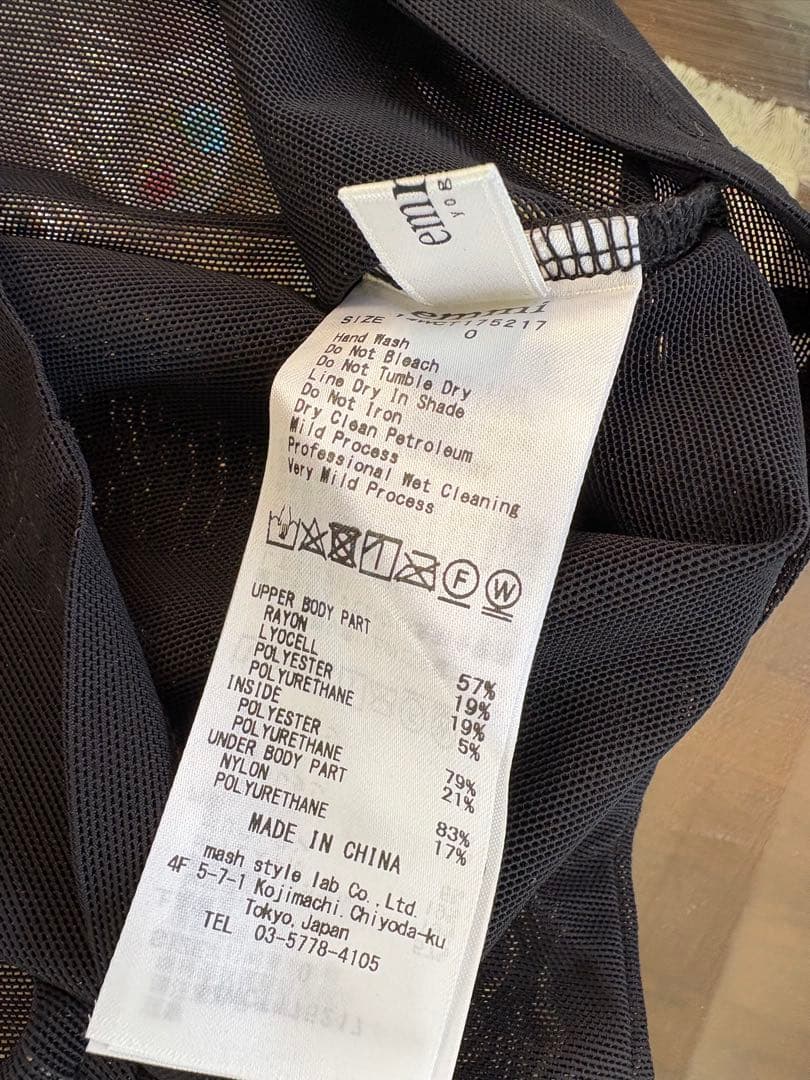 em
yog
emmi
SIZE 0
Hand Wash
Do Not Bleach
Do Not Tumble Dry
Line Dry In Shade
Do Not Iron
Dry Clean Petroleum
Mild Process
Professional Wet Cleaning
Very Mild Process
F W
UPPER BODY PART
RAYON 57%
LYOCELL 19%
POLYESTER 19%
POLYURETHANE 5%
INSIDE
POLYESTER 79%
POLYURETHANE 21%
UNDER BODY PART
NYLON 83%
POLYURETHANE 17%
MADE IN CHINA
mash style lab Co., Ltd.
4F 5-7-1 Kojimachi. Chiyoda-ku
Tokyo, Japan
TEL 03-5778-4105